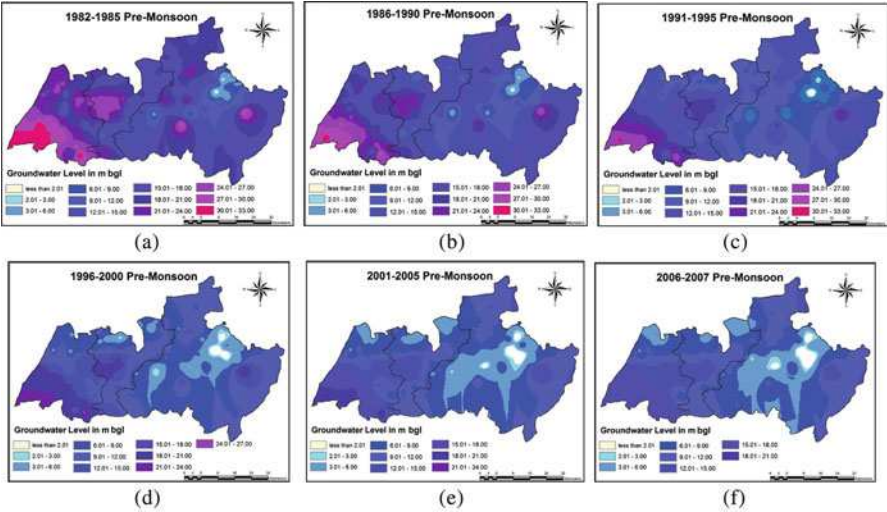 1982-1985 Pre-Monsoon
Groundwater Level in m bgl
less than 2.01
2.01 - 3.00
3.01 - 6.00
6.01 - 9.00
9.01 - 12.00
12.01 - 15.00
15.01 - 18.00
18.01 - 21.00
21.01 - 24.00
24.01 - 27.00
27.01 - 30.00
30.01 - 33.00
(a)
1986-1990 Pre-Monsoon
Groundwater Level in m bgl
less than 2.01
2.01 - 3.00
3.01 - 6.00
6.01 - 9.00
9.01 - 12.00
12.01 - 15.00
15.01 - 18.00
18.01 - 21.00
21.01 - 24.00
24.01 - 27.00
27.01 - 30.00
30.01 - 33.00
(b)
1991-1995 Pre-Monsoon
Groundwater Level in m bgl
less than 2.01
2.01 - 3.00
3.01 - 6.00
6.01 - 9.00
9.01 - 12.00
12.01 - 15.00
15.01 - 18.00
18.01 - 21.00
21.01 - 24.00
24.01 - 27.00
27.01 - 30.00
30.01 - 33.00
(c)
1996-2000 Pre-Monsoon
Groundwater Level in m bgl
less than 2.01
2.01 - 3.00
3.01 - 6.00
6.01 - 9.00
9.01 - 12.00
12.01 - 15.00
15.01 - 18.00
18.01 - 21.00
21.01 - 24.00
24.01 - 27.00
(d)
2001-2005 Pre-Monsoon
Groundwater Level in m bgl
less than 2.01
2.01 - 3.00
3.01 - 6.00
6.01 - 9.00
9.01 - 12.00
12.01 - 15.00
15.01 - 18.00
18.01 - 21.00
21.01 - 24.00
(e)
2006-2007 Pre-Monsoon
Groundwater Level in m bgl
less than 2.01
2.01 - 3.00
3.01 - 6.00
6.01 - 9.00
9.01 - 12.00
12.01 - 15.00
15.01 - 18.00
18.01 - 21.00
(f)